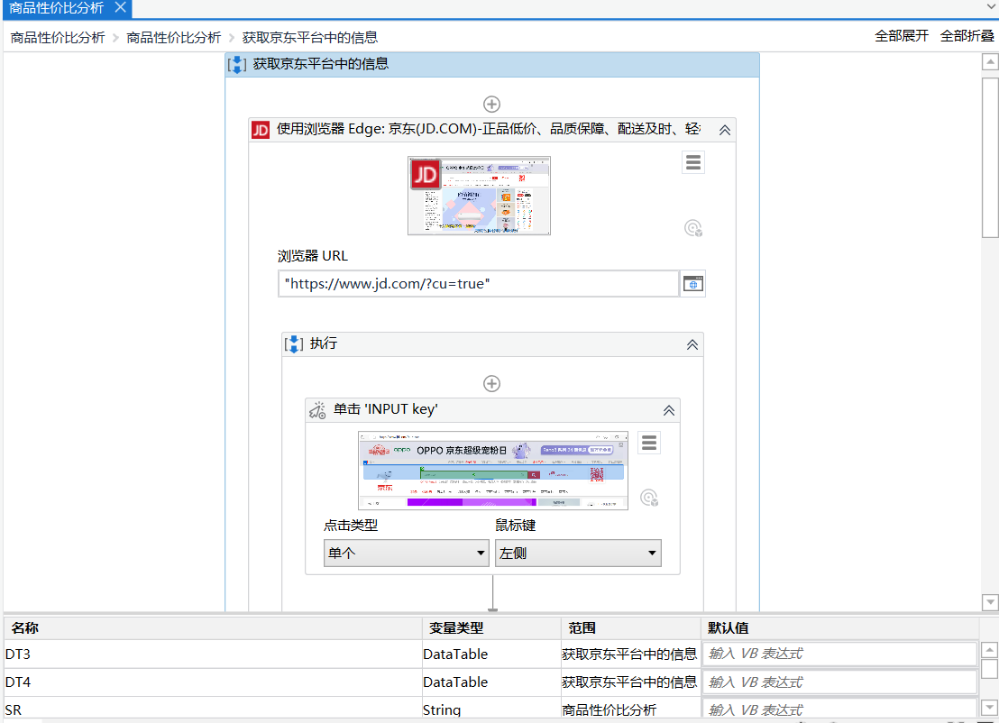 商品性价比分析
商品性价比分析 > 商品性价比分析 > 获取京东平台中的信息
全部展开 全部折叠
获取京东平台中的信息
JD 使用浏览器 Edge: 京东(JD.COM)-正品低价、品质保障、配送及时、轻
JD
浏览器 URL
"https://www.jd.com/?cu=true"
执行
单击 'INPUT key'
OPPO 京东超级宠粉日
点击类型 鼠标键
单个 左侧
名称 变量类型 范围 默认值
DT3 DataTable 获取京东平台中的信息 输入 VB 表达式
DT4 DataTable 获取京东平台中的信息 输入 VB 表达式
SR String 商品性价比分析 输入 VB 表达式